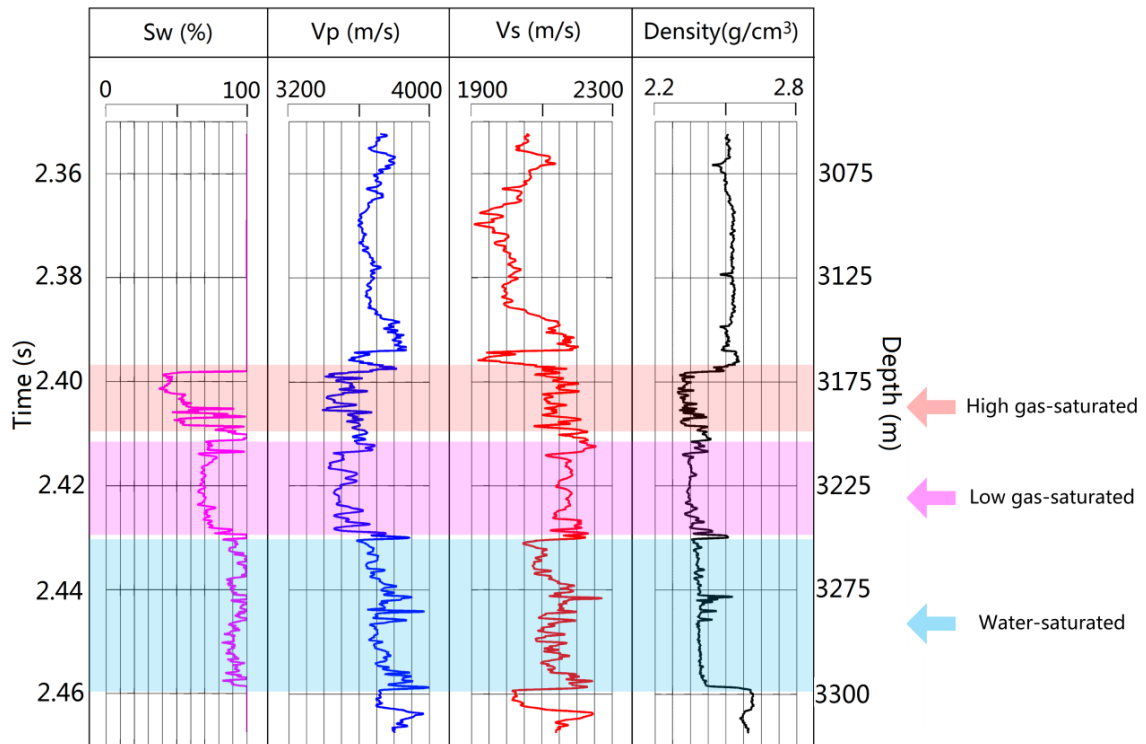 Sw (%) Vp (m/s) Vs (m/s) Density(g/cm³)
0 100 3200 4000 1900 2300 2.2 2.8
2.36 3075
2.38 3125
Time (s)
Depth (m)
2.40 3175
High gas-saturated
2.42 3225
Low gas-saturated
2.44 3275
Water-saturated
2.46 3300